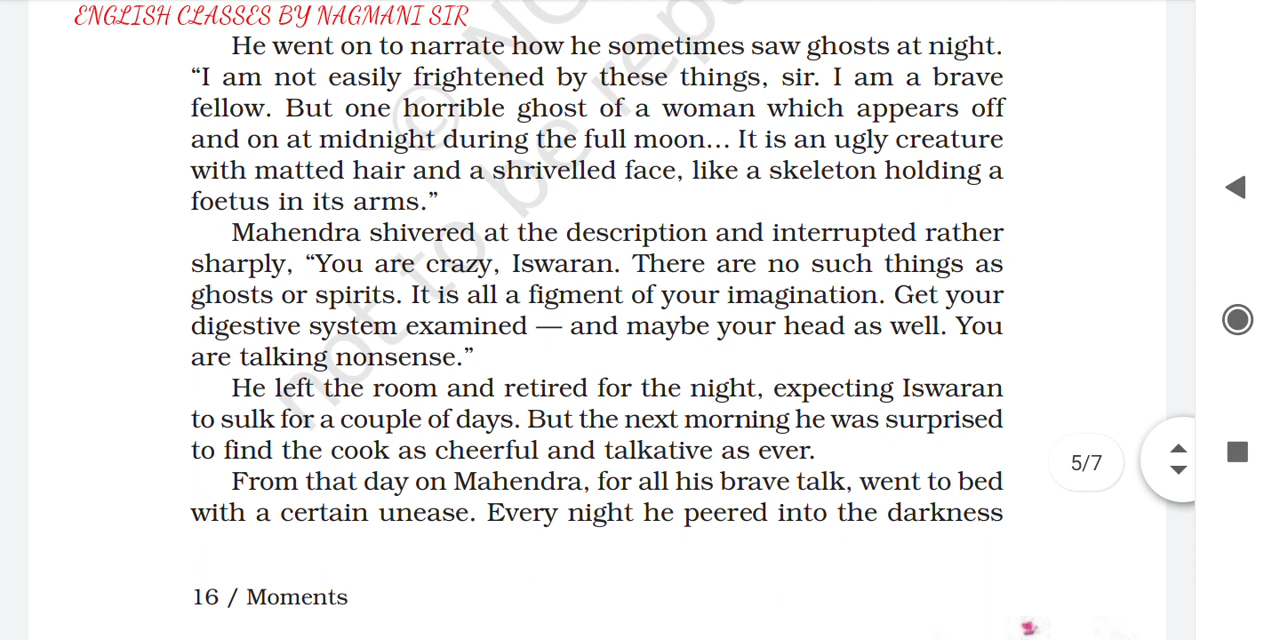 ENGLISH CLASSES BY NAGMANI SIR
He went on to narrate how he sometimes saw ghosts at night.
“I am not easily frightened by these things, sir. I am a brave
fellow. But one horrible ghost of a woman which appears off
and on at midnight during the full moon... It is an ugly creature
with matted hair and a shrivelled face, like a skeleton holding a
foetus in its arms.”
Mahendra shivered at the description and interrupted rather
sharply, “You are crazy, Iswaran. There are no such things as
ghosts or spirits. It is all a figment of your imagination. Get your
digestive system examined — and maybe your head as well. You
are talking nonsense.”
He left the room and retired for the night, expecting Iswaran
to sulk for a couple of days. But the next morning he was surprised
to find the cook as cheerful and talkative as ever.
5/7
From that day on Mahendra, for all his brave talk, went to bed
with a certain unease. Every night he peered into the darkness
16 / Moments
not to be repu
© NC